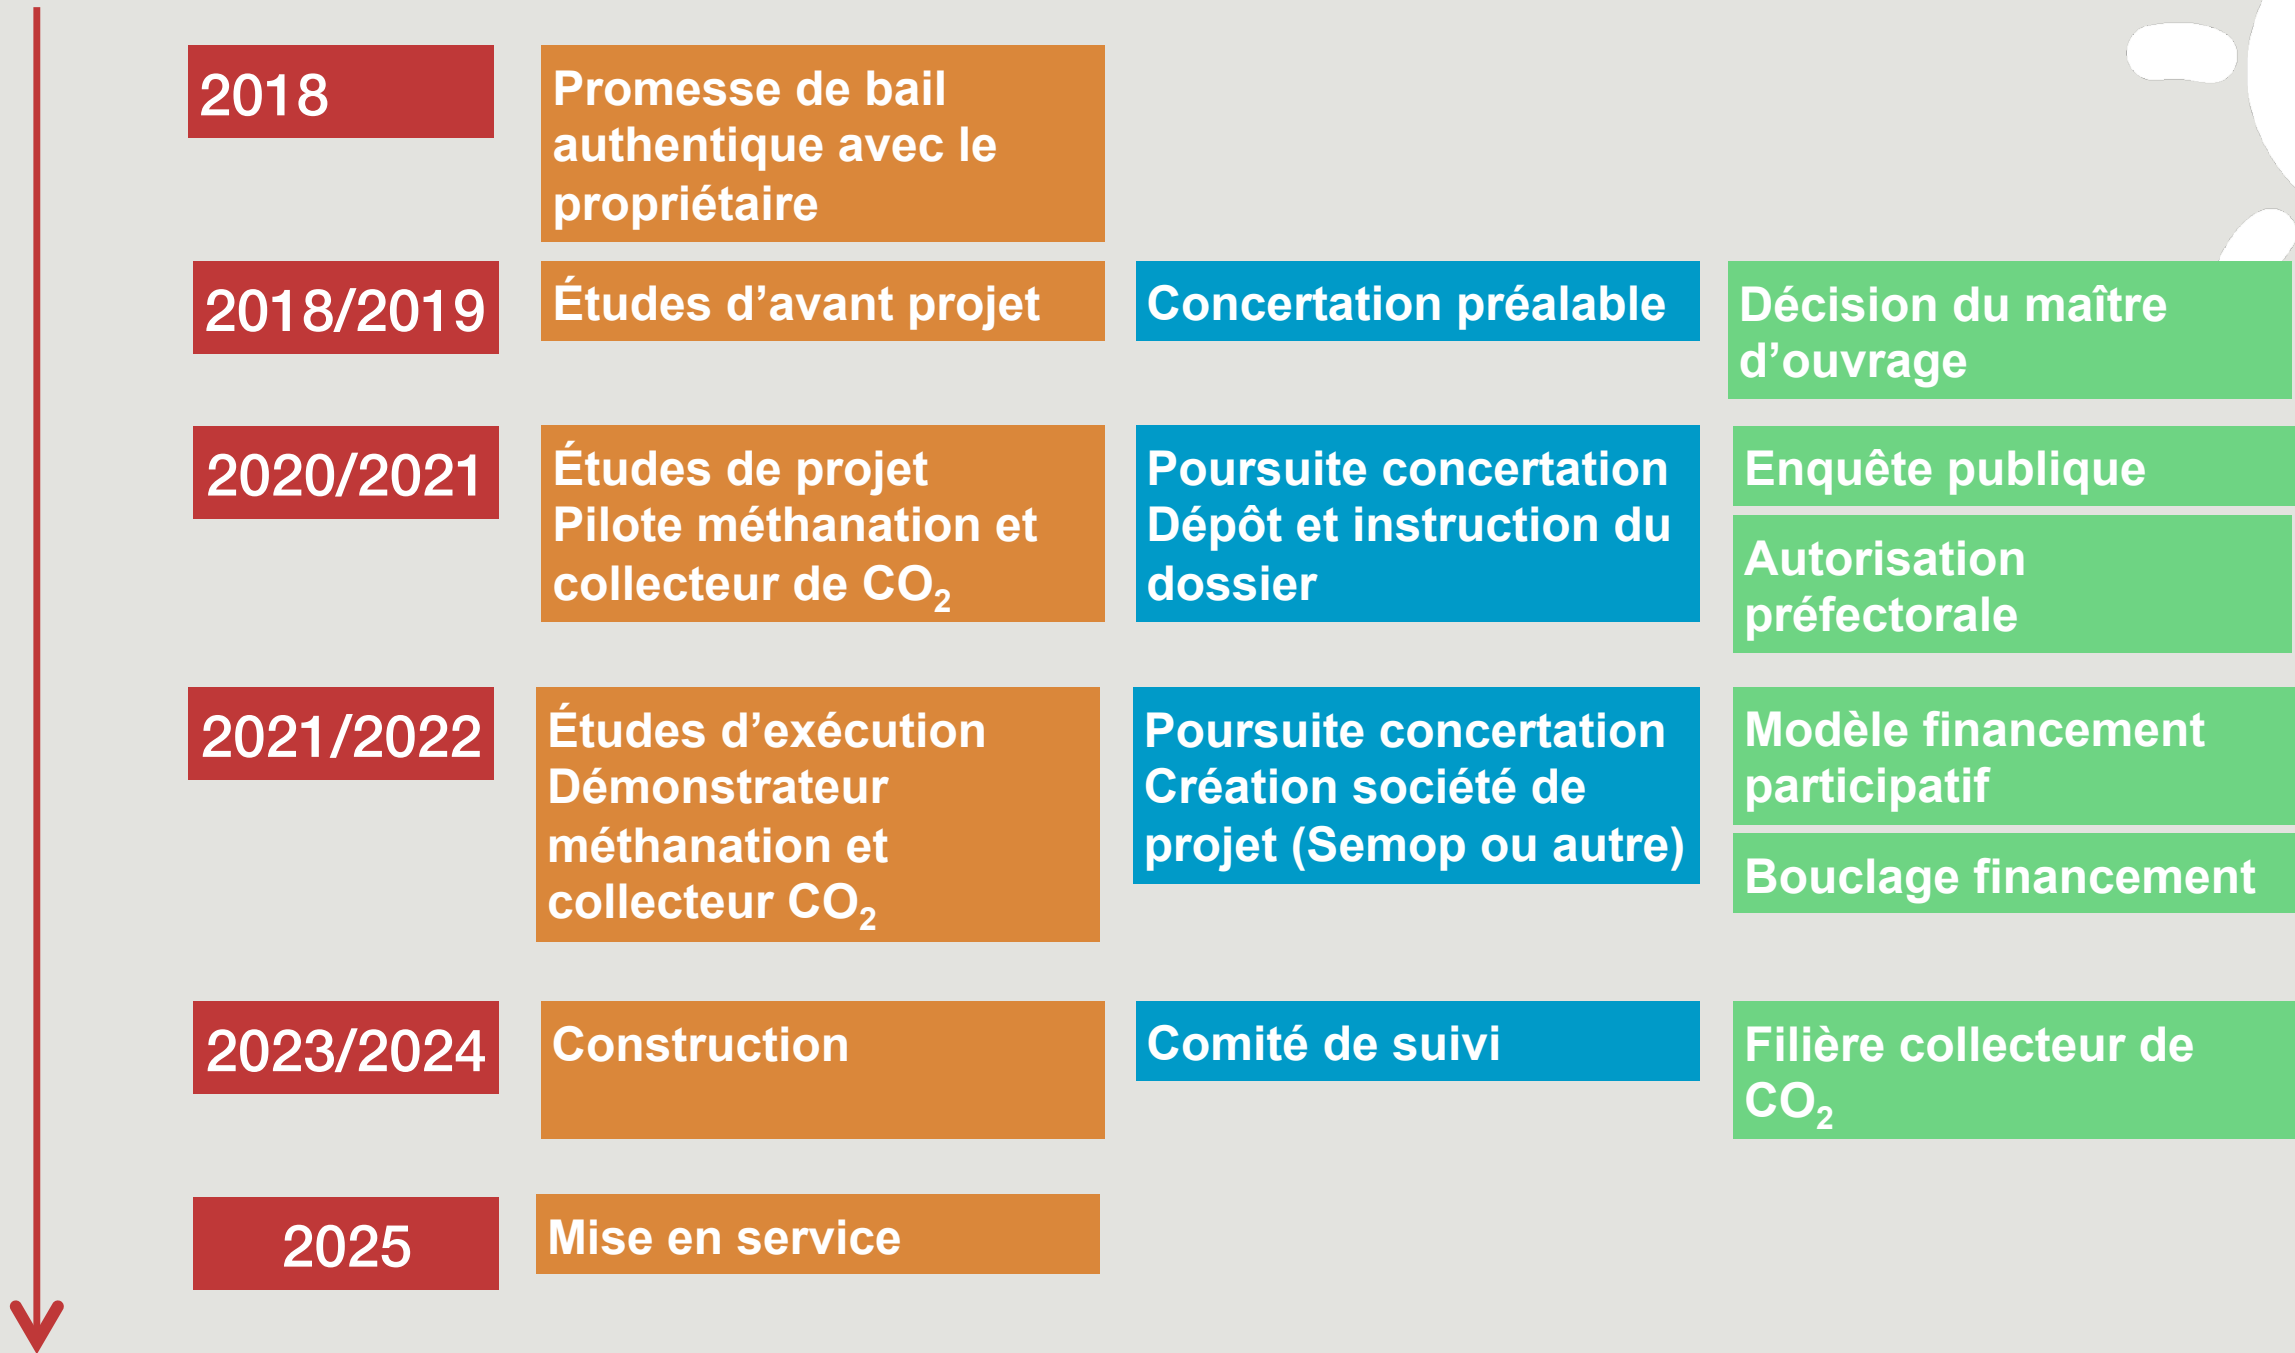 2018
Promesse de bail
authentique avec le
propriétaire
2018/2019
Études d’avant projet
Concertation préalable
Décision du maître
d’ouvrage
2020/2021
Études de projet
Pilote méthanation et
collecteur de CO₂
Poursuite concertation
Dépôt et instruction du
dossier
Enquête publique
Autorisation
préfectorale
2021/2022
Études d’exécution
Démonstrateur
méthanation et
collecteur CO₂
Poursuite concertation
Création société de
projet (Semop ou autre)
Modèle financement
participatif
Bouclage financement
2023/2024
Construction
Comité de suivi
Filière collecteur de
CO₂
2025
Mise en service